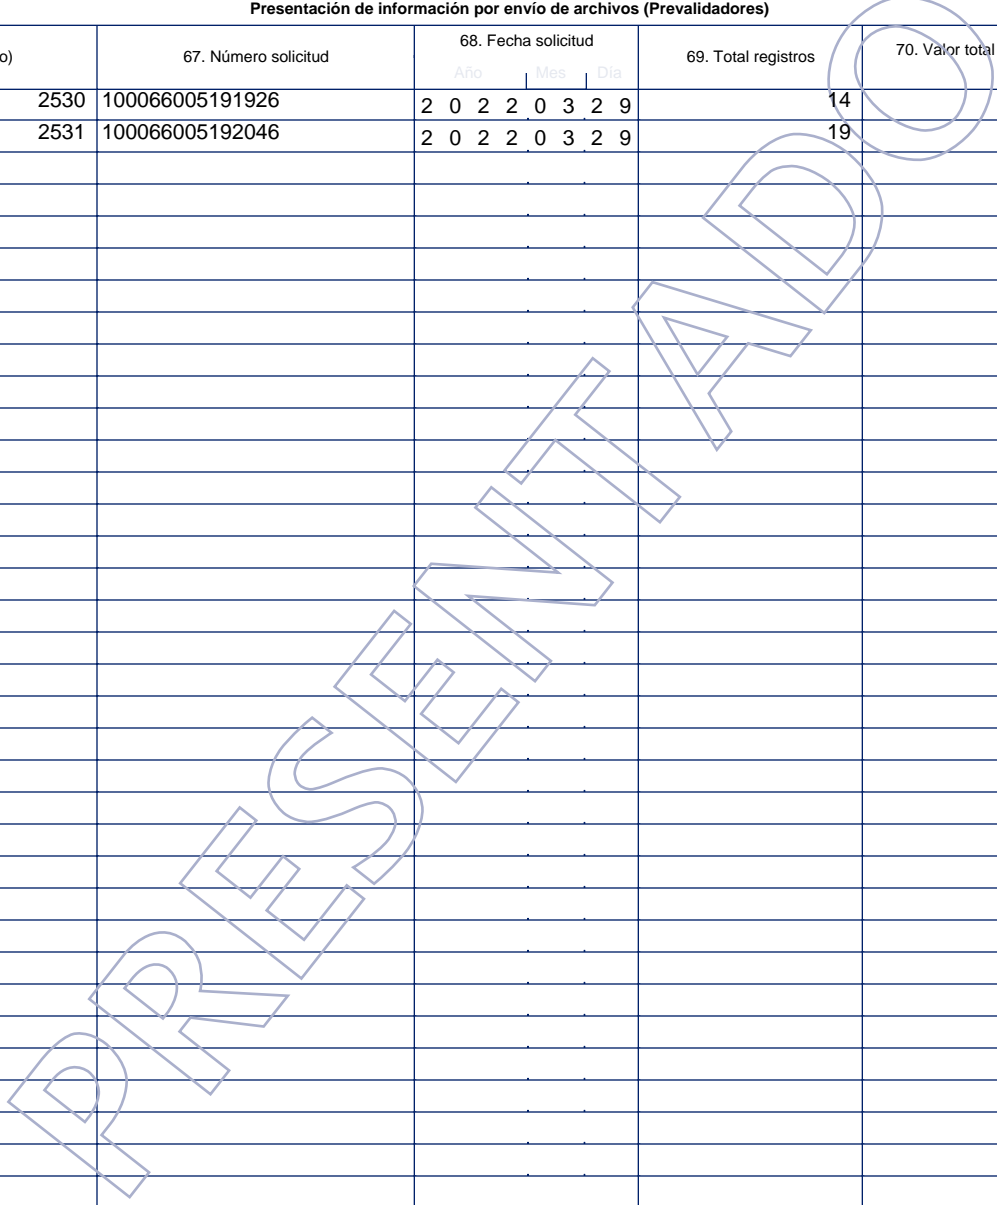 Presentación de información por envío de archivos (Prevalidadores)
o) 67. Número solicitud 68. Fecha solicitud 69. Total registros 70. Valor total
Año Mes Día
2530 100066005191926 2 0 2 2 0 3 2 9 14
2531 100066005192046 2 0 2 2 0 3 2 9 19
PRESENTADO